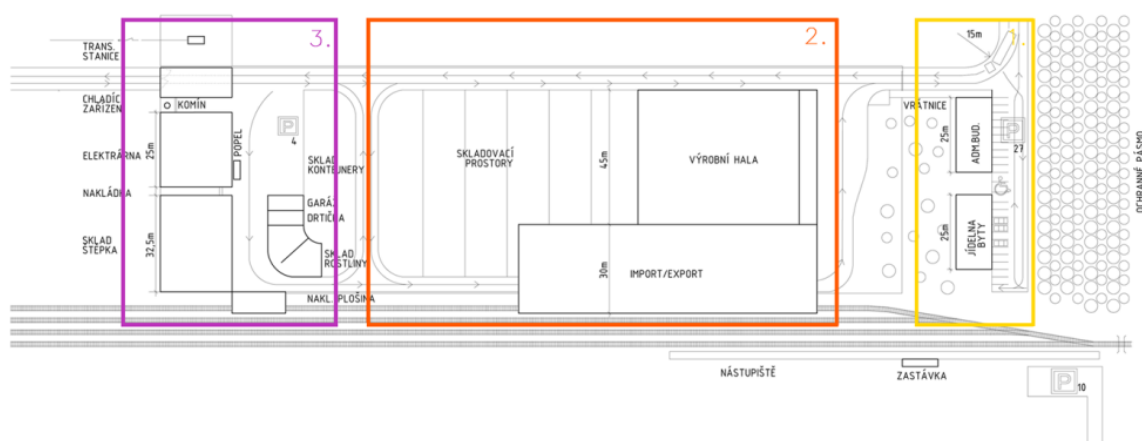 TRANS.
STANICE
CHLADÍC
ZAŘÍZEN
KOMÍN
ELEKTRÁRNA
25m
POPEL
NAKLÁDKA
SKLAD
ŠTĚPKA
32,5m
3.
P
4
SKLAD
KONTEJNERY
GARÁŽ
DRTIČKA
SKLAD
ROSTLINY
NAKL. PLOŠINA
2.
SKLADOVACÍ
PROSTORY
45m
VÝROBNÍ HALA
30m
IMPORT/EXPORT
15m
VRÁTNICE
25m
ADM.BUD.
P
27
25m
JÍDELNA
BYTY
OCHRANNÉ PÁSMO
NÁSTUPIŠTĚ
ZASTÁVKA
P
10